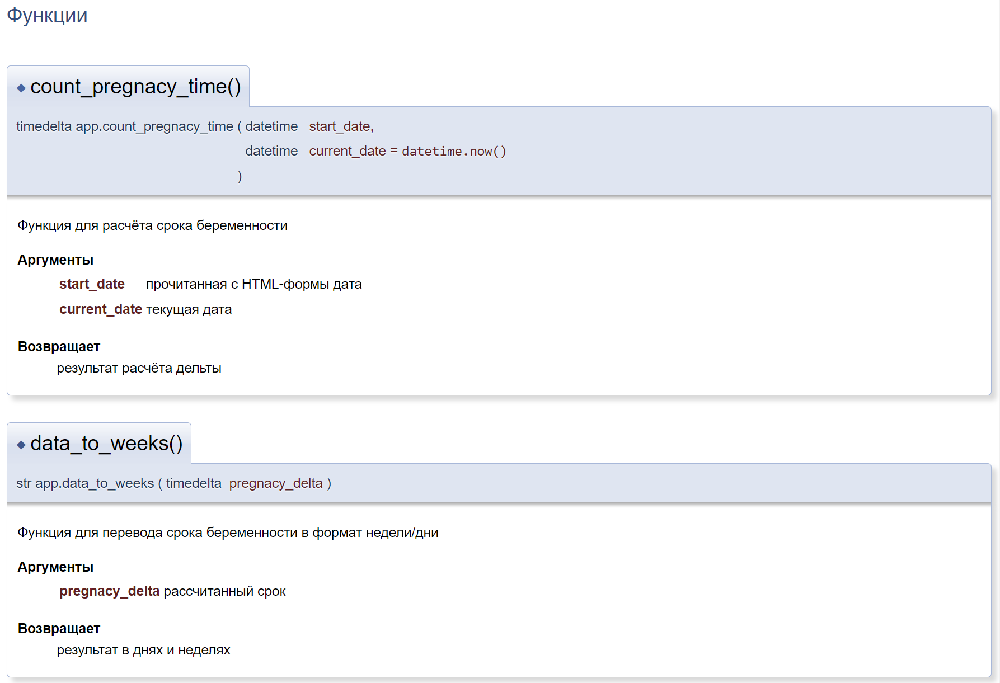 Функции
◆ count_pregnacy_time()
timedelta app.count_pregnacy_time ( datetime start_date,
datetime current_date = datetime.now()
)
Функция для расчёта срока беременности
Аргументы
start_date прочитанная с HTML-формы дата
current_date текущая дата
Возвращает
результат расчёта дельты
◆ data_to_weeks()
str app.data_to_weeks ( timedelta pregnacy_delta )
Функция для перевода срока беременности в формат недели/дни
Аргументы
pregnacy_delta рассчитанный срок
Возвращает
результат в днях и неделях